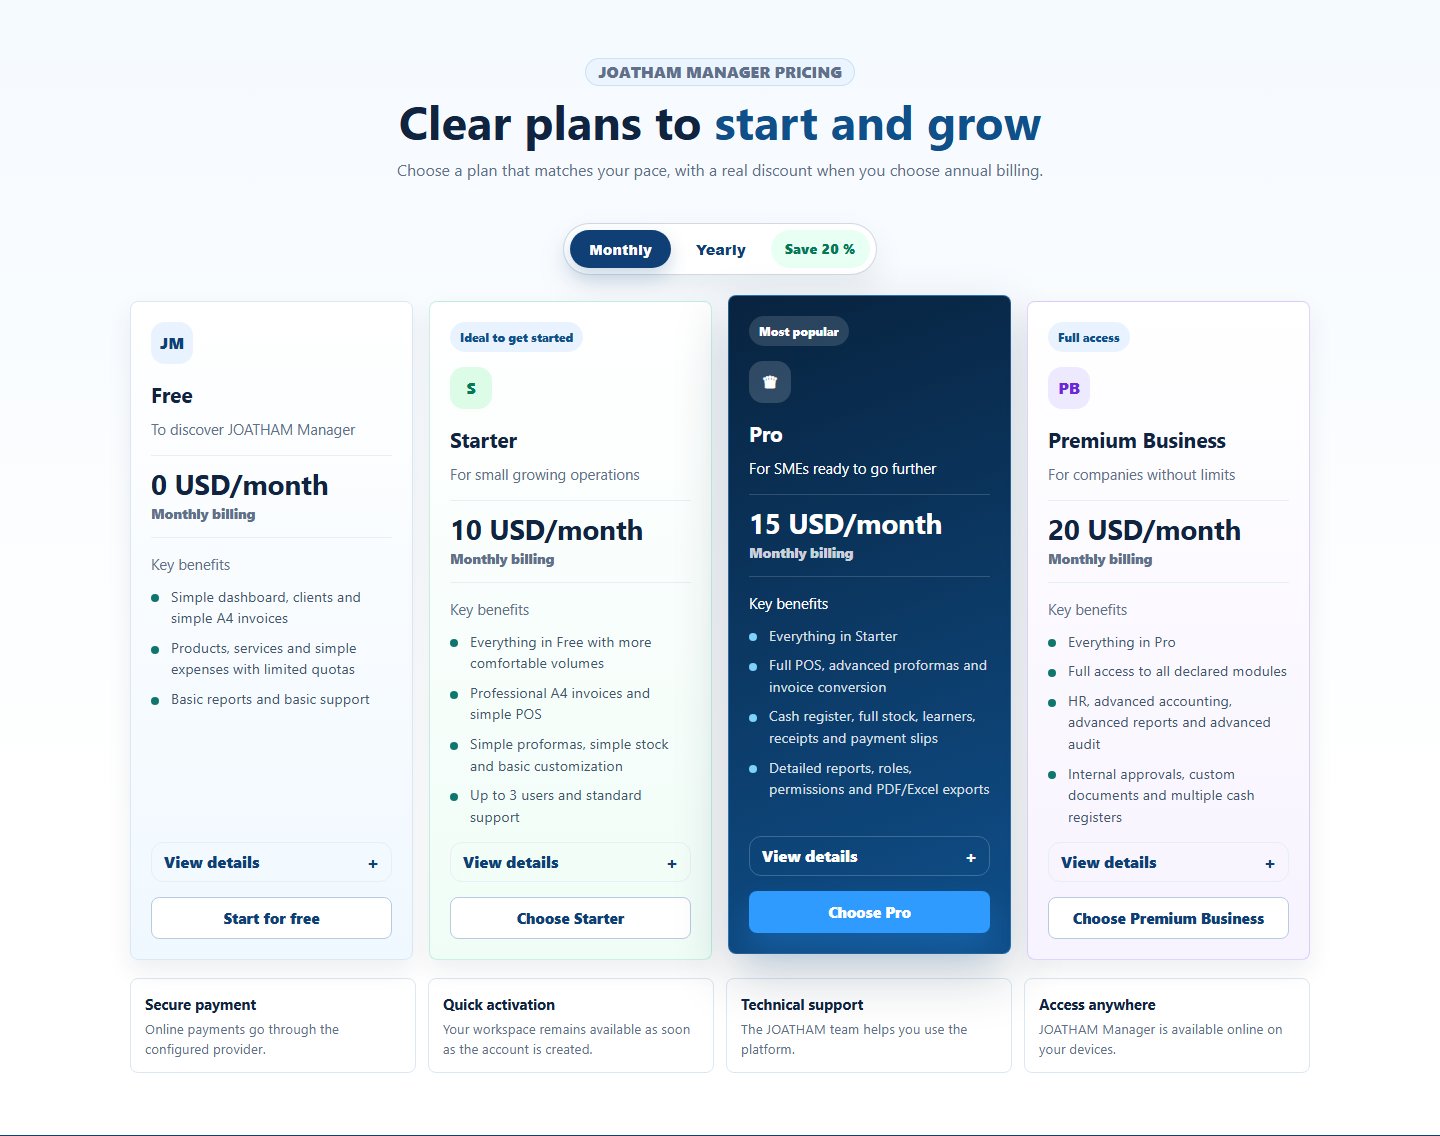 JOATHAM MANAGER PRICING
Clear plans to start and grow
Choose a plan that matches your pace, with a real discount when you choose annual billing.
Monthly
Yearly
Save 20 %
JM
Free
To discover JOATHAM Manager
0 USD/month
Monthly billing
Key benefits
Simple dashboard, clients and
simple A4 invoices
Products, services and simple
expenses with limited quotas
Basic reports and basic support
View details +
Start for free
Ideal to get started
S
Starter
For small growing operations
10 USD/month
Monthly billing
Key benefits
Everything in Free with more
comfortable volumes
Professional A4 invoices and
simple POS
Simple proformas, simple stock
and basic customization
Up to 3 users and standard
support
View details +
Choose Starter
Most popular
Pro
For SMEs ready to go further
15 USD/month
Monthly billing
Key benefits
Everything in Starter
Full POS, advanced proformas and
invoice conversion
Cash register, full stock, learners,
receipts and payment slips
Detailed reports, roles,
permissions and PDF/Excel exports
View details +
Choose Pro
Full access
PB
Premium Business
For companies without limits
20 USD/month
Monthly billing
Key benefits
Everything in Pro
Full access to all declared modules
HR, advanced accounting,
advanced reports and advanced
audit
Internal approvals, custom
documents and multiple cash
registers
View details +
Choose Premium Business
Secure payment
Online payments go through the
configured provider.
Quick activation
Your workspace remains available as soon
as the account is created.
Technical support
The JOATHAM team helps you use the
platform.
Access anywhere
JOATHAM Manager is available online on
your devices.